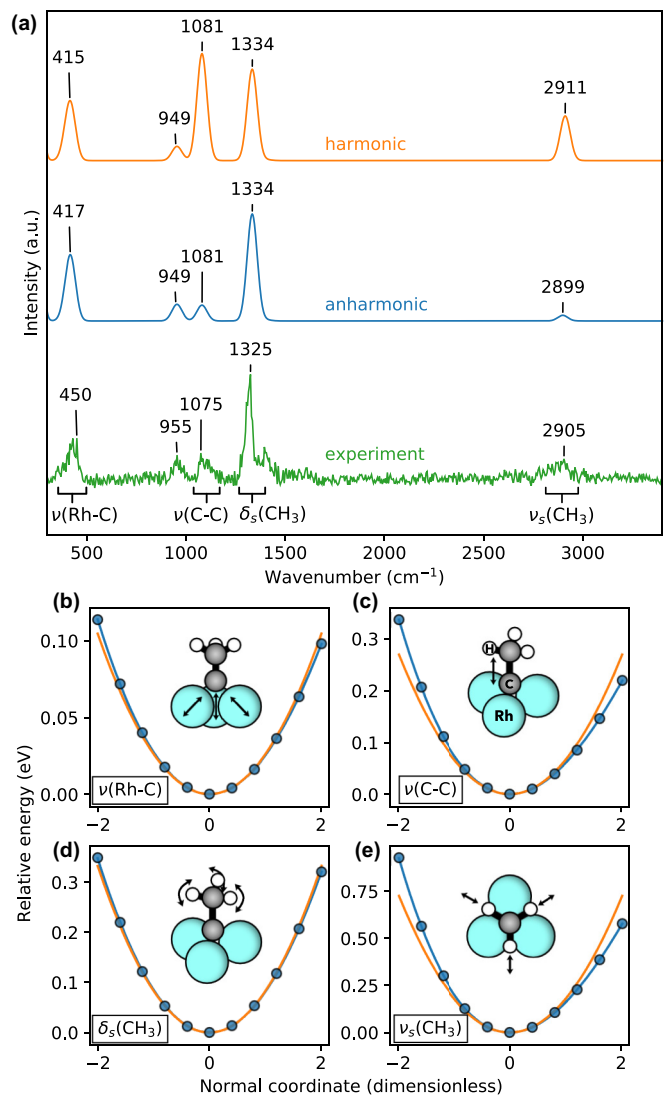 (a)
415
949
1081
1334
2911
harmonic
417
949
1081
1334
2899
anharmonic
450
955
1075
1325
2905
experiment
ν(Rh-C)
ν(C-C)
δₛ(CH₃)
νₛ(CH₃)
Intensity (a.u.)
500 1000 1500 2000 2500 3000
Wavenumber (cm⁻¹)
(b)
0.10
0.05
0.00
ν(Rh-C)
−2 0 2
(c)
0.3
0.2
0.1
0.0
H
C
Rh
ν(C-C)
−2 0 2
Relative energy (eV)
(d)
0.3
0.2
0.1
0.0
δₛ(CH₃)
−2 0 2
(e)
0.75
0.50
0.25
0.00
νₛ(CH₃)
−2 0 2
Normal coordinate (dimensionless)